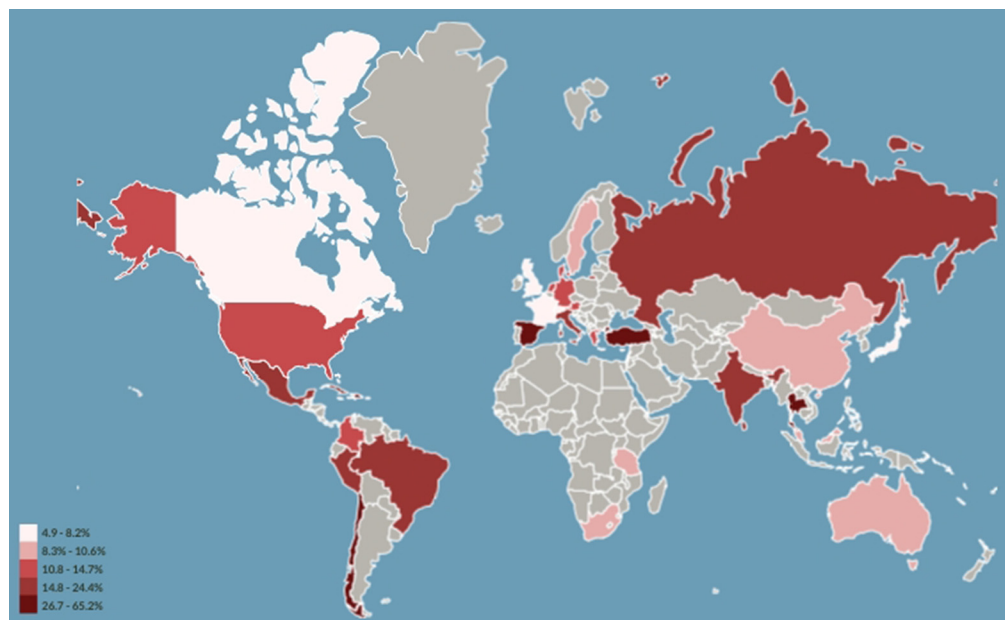 4.9 - 8.2%
8.3% - 10.6%
10.8 - 14.7%
14.8 - 24.4%
26.7 - 65.2%